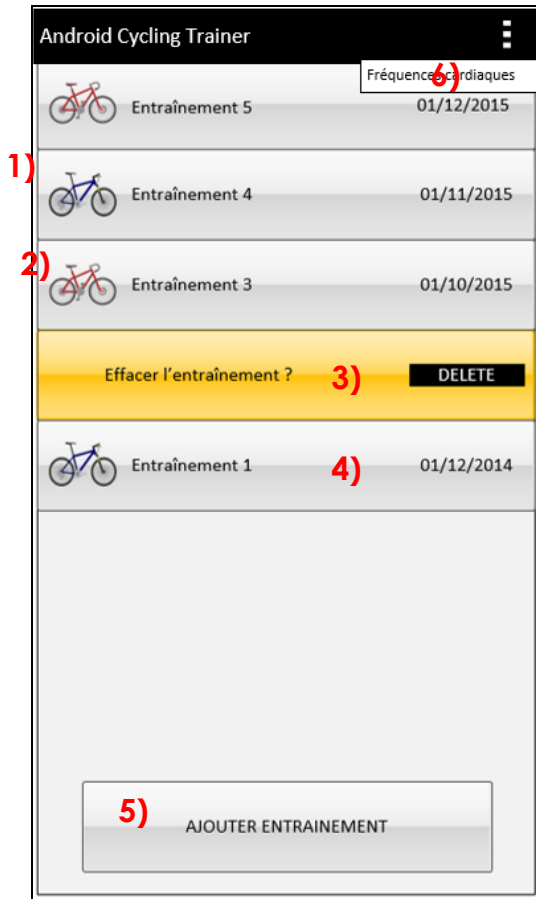 Android Cycling Trainer
Fréquences cardiaques
6)
Entraînement 5 01/12/2015
1)
Entraînement 4 01/11/2015
2)
Entraînement 3 01/10/2015
Effacer l'entraînement ? 3) DELETE
Entraînement 1 4) 01/12/2014
5)
AJOUTER ENTRAINEMENT